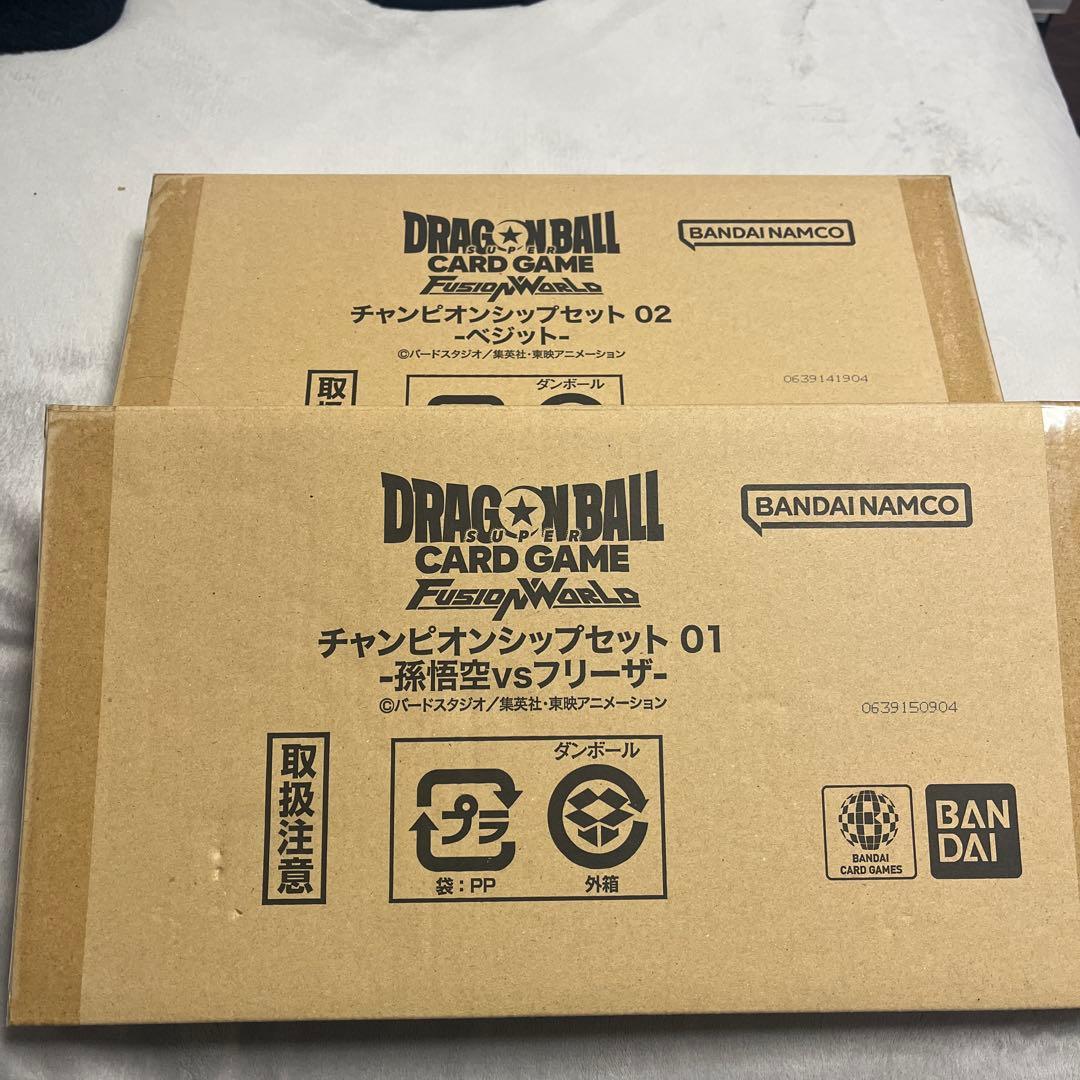 DRAGON BALL
SUPER
CARD GAME
FUSION WORLD
BANDAI NAMCO
チャンピオンシップセット 02
-ベジット-
©バードスタジオ／集英社・東映アニメーション
0639141904
取
ダンボール
DRAGON BALL
SUPER
CARD GAME
FUSION WORLD
BANDAI NAMCO
チャンピオンシップセット 01
-孫悟空vsフリーザ-
©バードスタジオ／集英社・東映アニメーション
0639150904
取扱注意
ダンボール
プラ
袋：PP
外箱
BANDAI
CARD GAMES
BAN
DAI